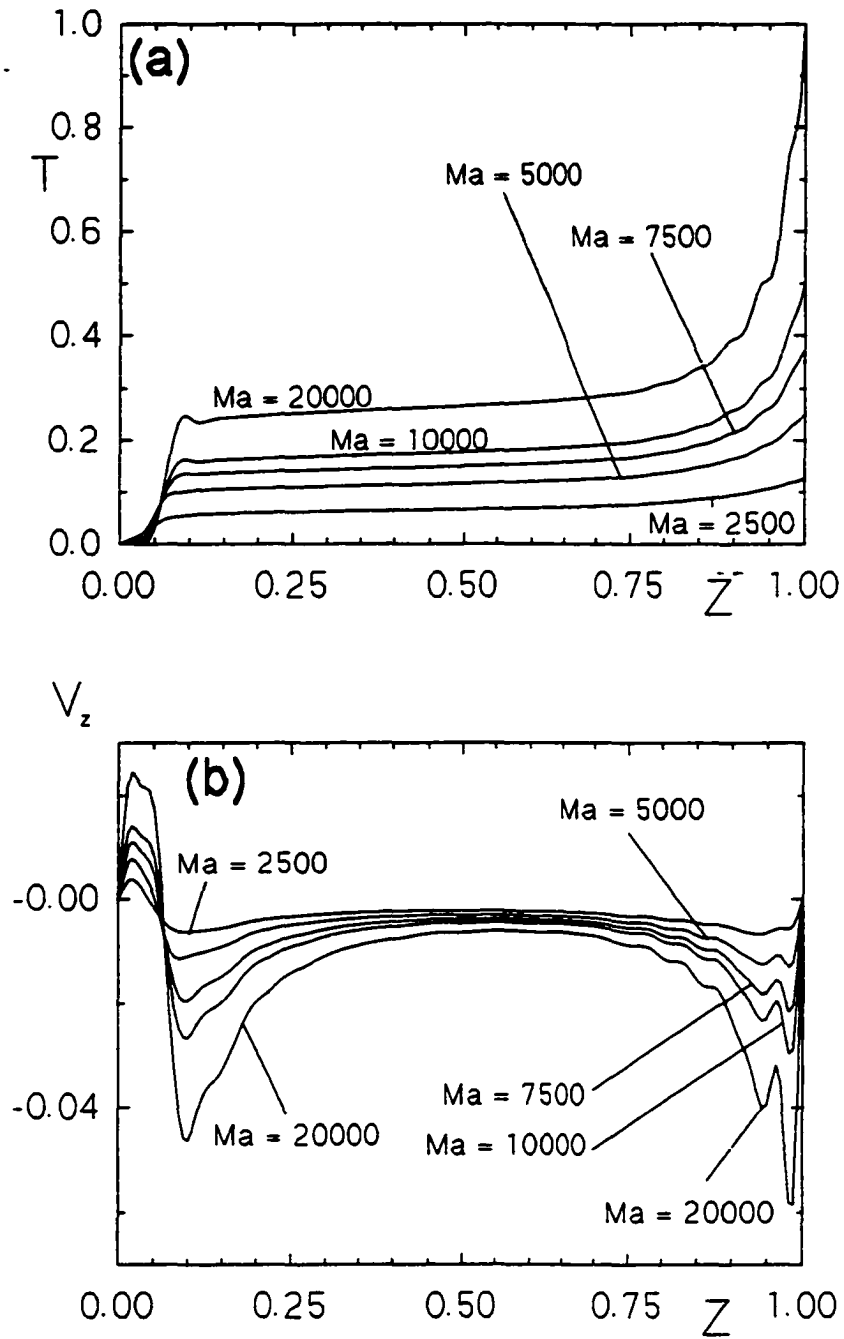 (a)
T
1.0
0.8
0.6
0.4
0.2
0.0
Ma = 5000
Ma = 7500
Ma = 20000
Ma = 10000
Ma = 2500
0.00 0.25 0.50 0.75 Z 1.00
V_z
(b)
-0.00
-0.04
Ma = 5000
Ma = 2500
Ma = 7500
Ma = 20000
Ma = 10000
Ma = 20000
0.00 0.25 0.50 0.75 Z 1.00